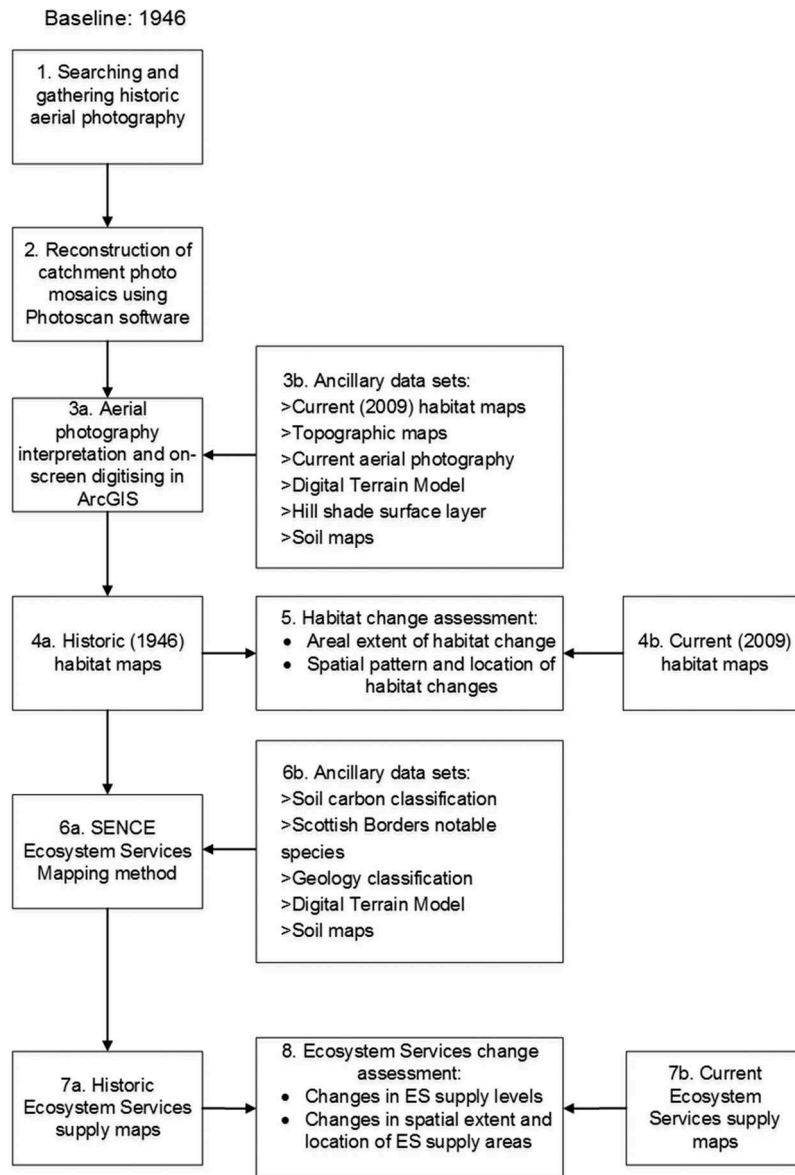 Baseline: 1946
1. Searching and
gathering historic
aerial photography
2. Reconstruction of
catchment photo
mosaics using
Photoscan software
3a. Aerial
photography
interpretation and on-
screen digitising in
ArcGIS
3b. Ancillary data sets:
>Current (2009) habitat maps
>Topographic maps
>Current aerial photography
>Digital Terrain Model
>Hill shade surface layer
>Soil maps
4a. Historic (1946)
habitat maps
5. Habitat change assessment:
• Areal extent of habitat change
• Spatial pattern and location of
habitat changes
4b. Current (2009)
habitat maps
6a. SENCE
Ecosystem Services
Mapping method
6b. Ancillary data sets:
>Soil carbon classification
>Scottish Borders notable
species
>Geology classification
>Digital Terrain Model
>Soil maps
7a. Historic
Ecosystem Services
supply maps
8. Ecosystem Services change
assessment:
• Changes in ES supply levels
• Changes in spatial extent and
location of ES supply areas
7b. Current
Ecosystem
Services supply
maps